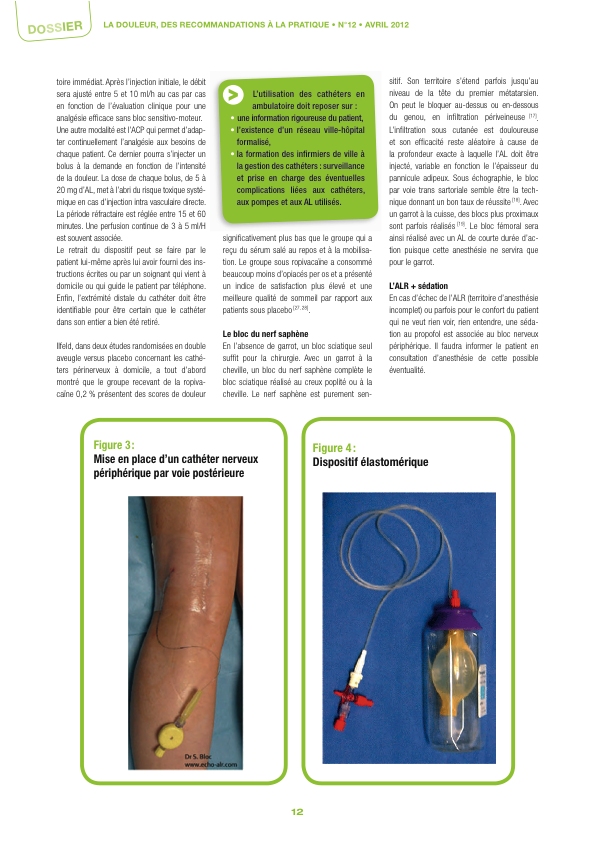 DOSSIER
LA DOULEUR, DES RECOMMANDATIONS À LA PRATIQUE • N°12 • AVRIL 2012
toire immédiat. Après l'injection initiale, le débit
sera ajusté entre 5 et 10 ml/h au cas par cas
en fonction de l'évaluation clinique pour une
analgésie efficace sans bloc sensitivo-moteur.
Une autre modalité est l'ACP qui permet d'adap-
ter continuellement l'analgésie aux besoins de
chaque patient. Ce dernier pourra s'injecter un
bolus à la demande en fonction de l'intensité
de la douleur. La dose de chaque bolus, de 5 à
20 mg d'AL, met à l'abri du risque toxique systé-
mique en cas d'injection intra vasculaire directe.
La période réfractaire est réglée entre 15 et 60
minutes. Une perfusion continue de 3 à 5 ml/H
est souvent associée.
Le retrait du dispositif peut se faire par le
patient lui-même après lui avoir fourni des ins-
tructions écrites ou par un soignant qui vient à
domicile ou qui guide le patient par téléphone.
Enfin, l'extrémité distale du cathéter doit être
identifiable pour être certain que le cathéter
dans son entier a bien été retiré.
Ilfeld, dans deux études randomisées en double
aveugle versus placebo concernant les cathé-
ters périnerveux à domicile, a tout d'abord
montré que le groupe recevant de la ropiva-
caïne 0,2 % présentent des scores de douleur
L'utilisation des cathéters en
ambulatoire doit reposer sur :
• une information rigoureuse du patient,
• l'existence d'un réseau ville-hôpital
formalisé,
• la formation des infirmiers de ville à
la gestion des cathéters : surveillance
et prise en charge des éventuelles
complications liées aux cathéters,
aux pompes et aux AL utilisés.
significativement plus bas que le groupe qui a
reçu du sérum salé au repos et à la mobilisa-
tion. Le groupe sous ropivacaïne a consommé
beaucoup moins d'opiacés per os et a présenté
un indice de satisfaction plus élevé et une
meilleure qualité de sommeil par rapport aux
patients sous placebo [27, 28].
Le bloc du nerf saphène
En l'absence de garrot, un bloc sciatique seul
suffit pour la chirurgie. Avec un garrot à la
cheville, un bloc du nerf saphène complète le
bloc sciatique réalisé au creux poplité ou à la
cheville. Le nerf saphène est purement sen-
sitif. Son territoire s'étend parfois jusqu'au
niveau de la tête du premier métatarsien.
On peut le bloquer au-dessus ou en-dessous
du genou, en infiltration périveineuse [17].
L'infiltration sous cutanée est douloureuse
et son efficacité reste aléatoire à cause de
la profondeur exacte à laquelle l'AL doit être
injecté, variable en fonction de l'épaisseur du
pannicule adipeux. Sous échographie, le bloc
par voie trans sartoriale semble être la tech-
nique donnant un bon taux de réussite [18]. Avec
un garrot à la cuisse, des blocs plus proximaux
sont parfois réalisés [15]. Le bloc fémoral sera
ainsi réalisé avec un AL de courte durée d'ac-
tion puisque cette anesthésie ne servira que
pour le garrot.
L'ALR + sédation
En cas d'échec de l'ALR (territoire d'anesthésie
incomplet) ou parfois pour le confort du patient
qui ne veut rien voir, rien entendre, une séda-
tion au propofol est associée au bloc nerveux
périphérique. Il faudra informer le patient en
consultation d'anesthésie de cette possible
éventualité.
Figure 3 :
Mise en place d'un cathéter nerveux
périphérique par voie postérieure
Dr S. Bloc
www.echo-alr.com
Figure 4 :
Dispositif élastomérique
12